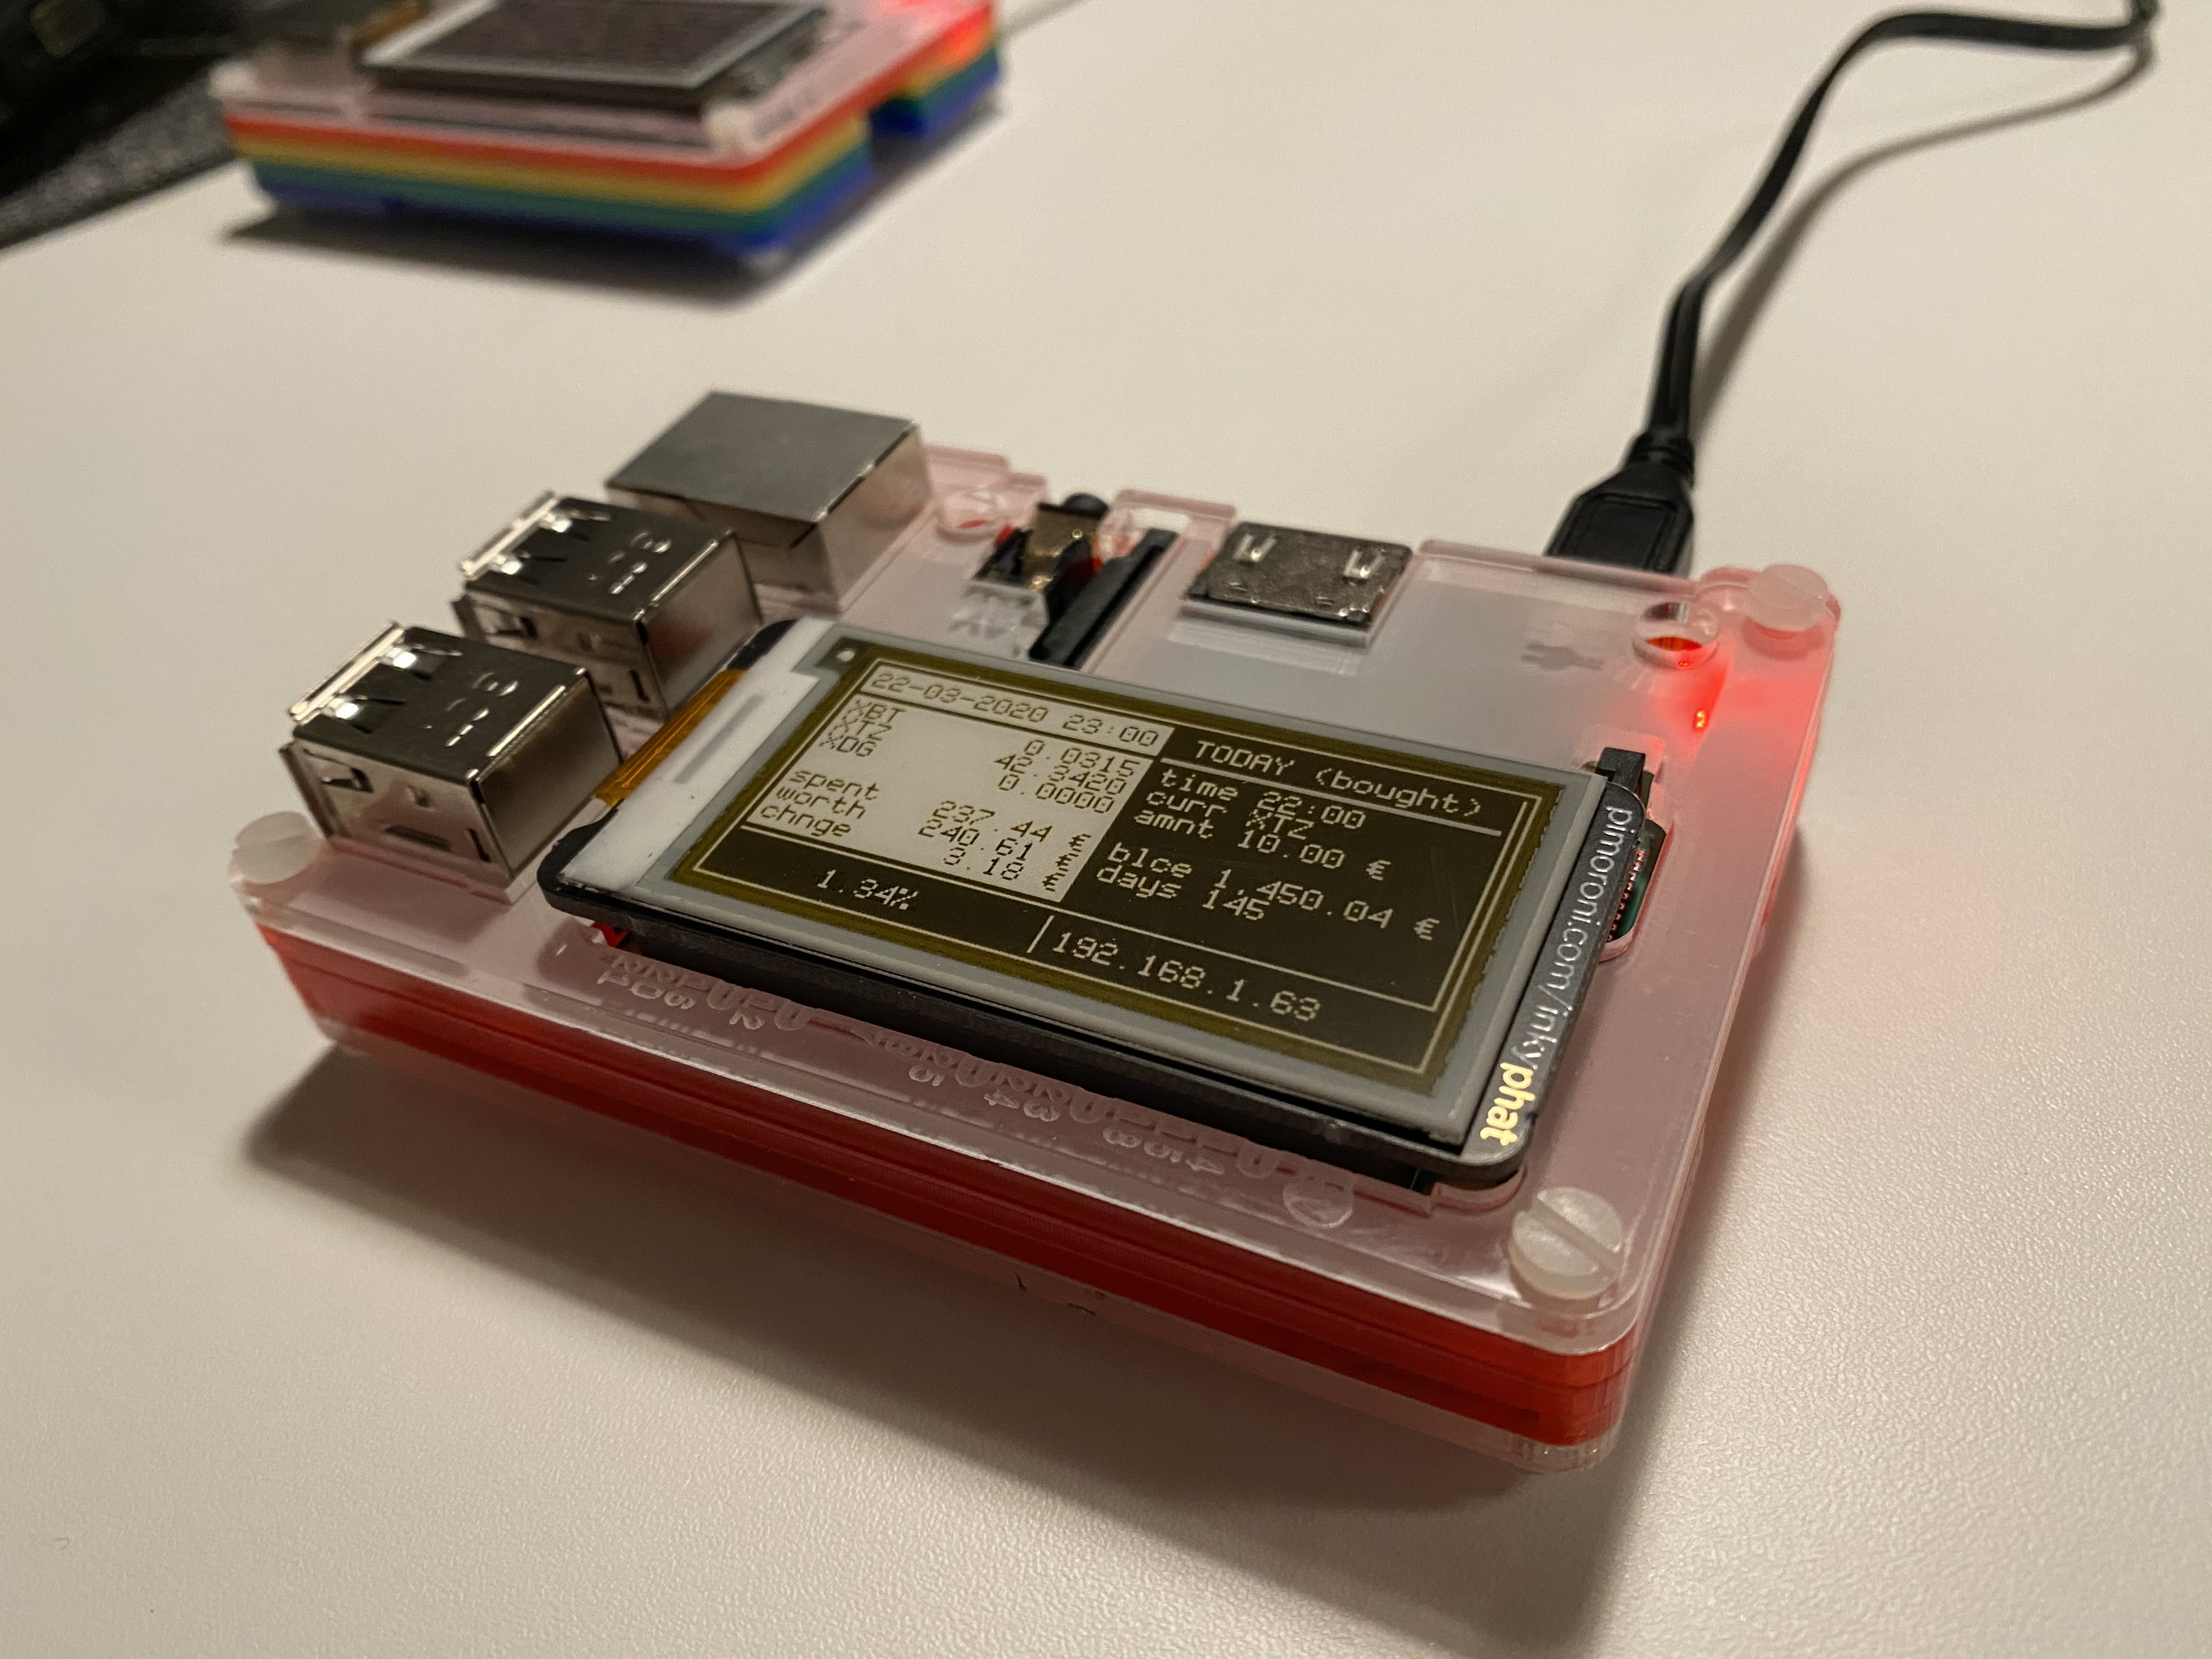 22-03-2020 23:00
XBT 0.0315
XTZ 42.3420
XDG 0.0000
spent 237.44 €
worth 240.61 €
chnge 3.18 €
1.34%
TODAY (bought)
time 22:00
curr XTZ
amnt 10.00 €
blce 1,450.04 €
days 145
192.168.1.63
pimoroni.com/inkyphat